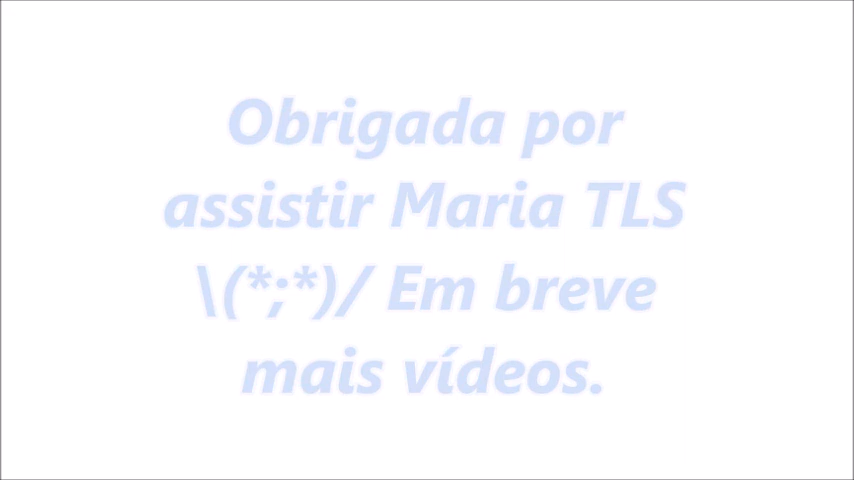 Obrigada por
assistir Maria TLS
\(*;*)/ Em breve
mais vídeos.